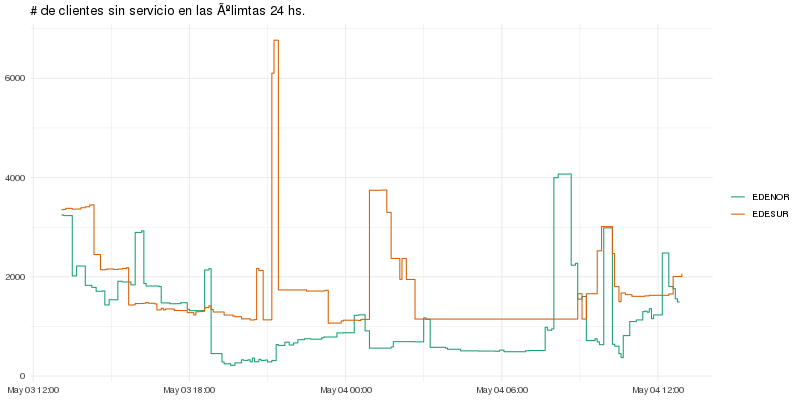 # de clientes sin servicio en las Ãºlimtas 24 hs.
6000
4000
2000
0
May 03 12:00
May 03 18:00
May 04 00:00
May 04 06:00
May 04 12:00
EDENOR
EDESUR